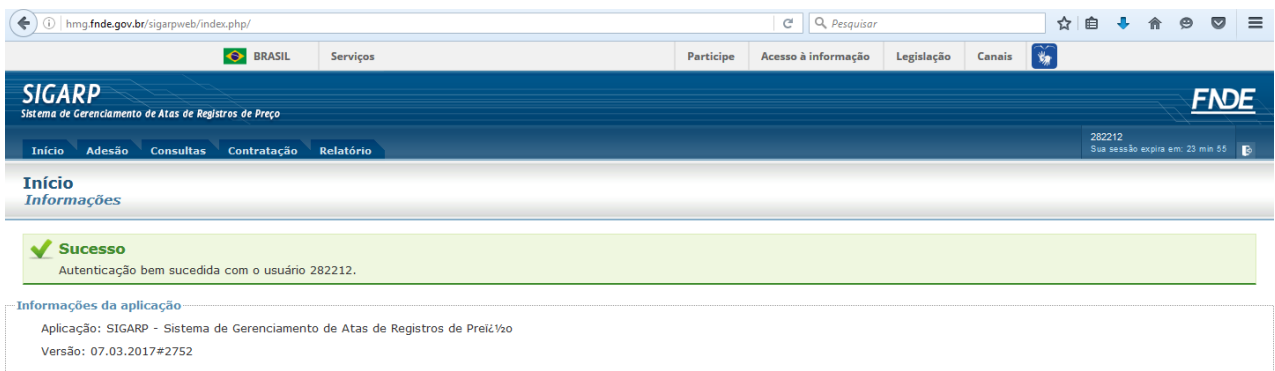 hmg.fnde.gov.br/sigarpweb/index.php/
Pesquisar
BRASIL Serviços Participe Acesso à informação Legislação Canais
SIGARP
Sistema de Gerenciamento de Atas de Registros de Preço
FNDE
Início Adesão Consultas Contratação Relatório
282212
Sua sessão expira em: 23 min 55
Início
Informações
Sucesso
Autenticação bem sucedida com o usuário 282212.
Informações da aplicação
Aplicação: SIGARP - Sistema de Gerenciamento de Atas de Registros de Preï¿½o
Versão: 07.03.2017#2752